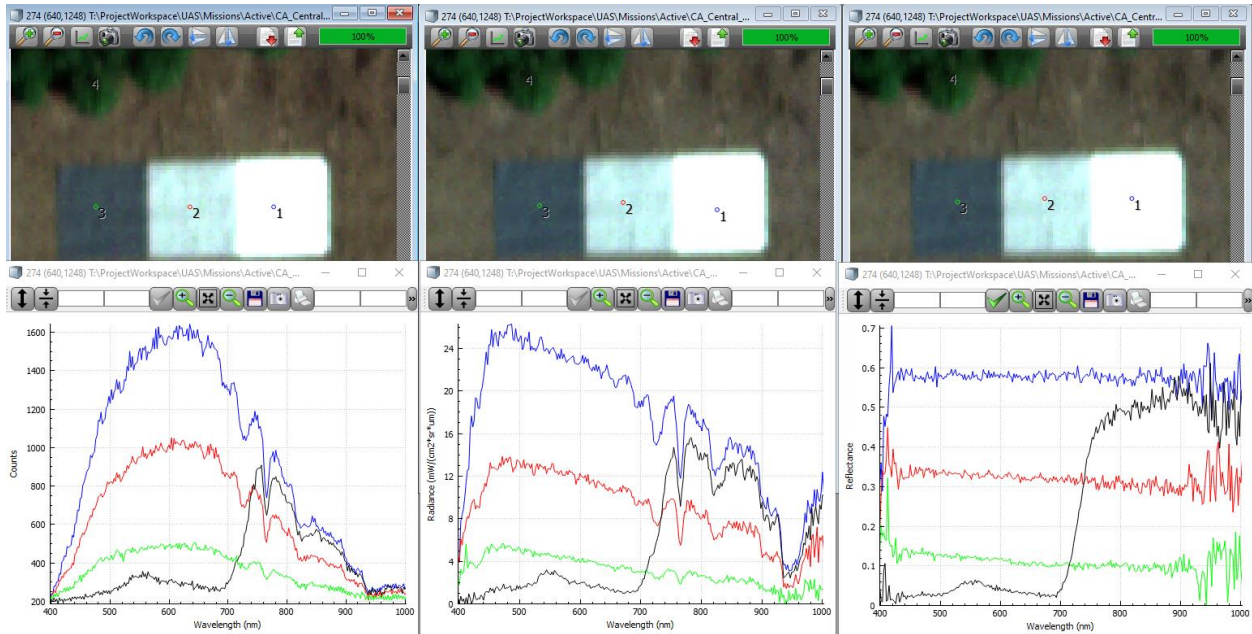 274 (640,1248) T:\ProjectWorkspace\UAS\Missions\Active\CA_Central_...
100%
4
3
2
1
274 (640,1248) T:\ProjectWorkspace\UAS\Missions\Active\CA_Central_...
100%
4
3
2
1
274 (640,1248) T:\ProjectWorkspace\UAS\Missions\Active\CA_Centr...
100%
4
3
2
1
274 (640,1248) T:\ProjectWorkspace\UAS\Missions\Active\CA_...
»
1600
1400
1200
1000
800
600
400
200
Counts
400 500 600 700 800 900 1000
Wavelength (nm)
274 (640,1248) T:\ProjectWorkspace\UAS\Missions\Active\CA_...
»
24
20
16
12
8
4
0
Radiance (mW/(cm2*sr*um))
400 500 600 700 800 900 1000
Wavelength (nm)
274 (640,1248) T:\ProjectWorkspace\UAS\Missions\Active\CA_...
»
0.7
0.6
0.5
0.4
0.3
0.2
0.1
0
Reflectance
400 500 600 700 800 900 1000
Wavelength (nm)